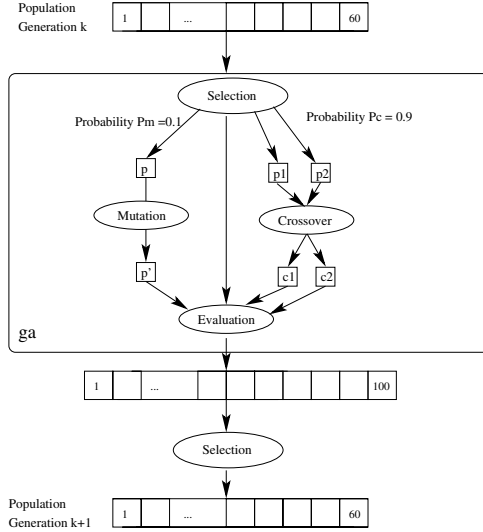 Population
Generation k
1 ... 60
Selection
Probability Pm =0.1
Probability Pc = 0.9
p
p1
p2
Mutation
Crossover
p'
c1
c2
Evaluation
ga
1 ... 100
Selection
Population
Generation k+1
1 ... 60